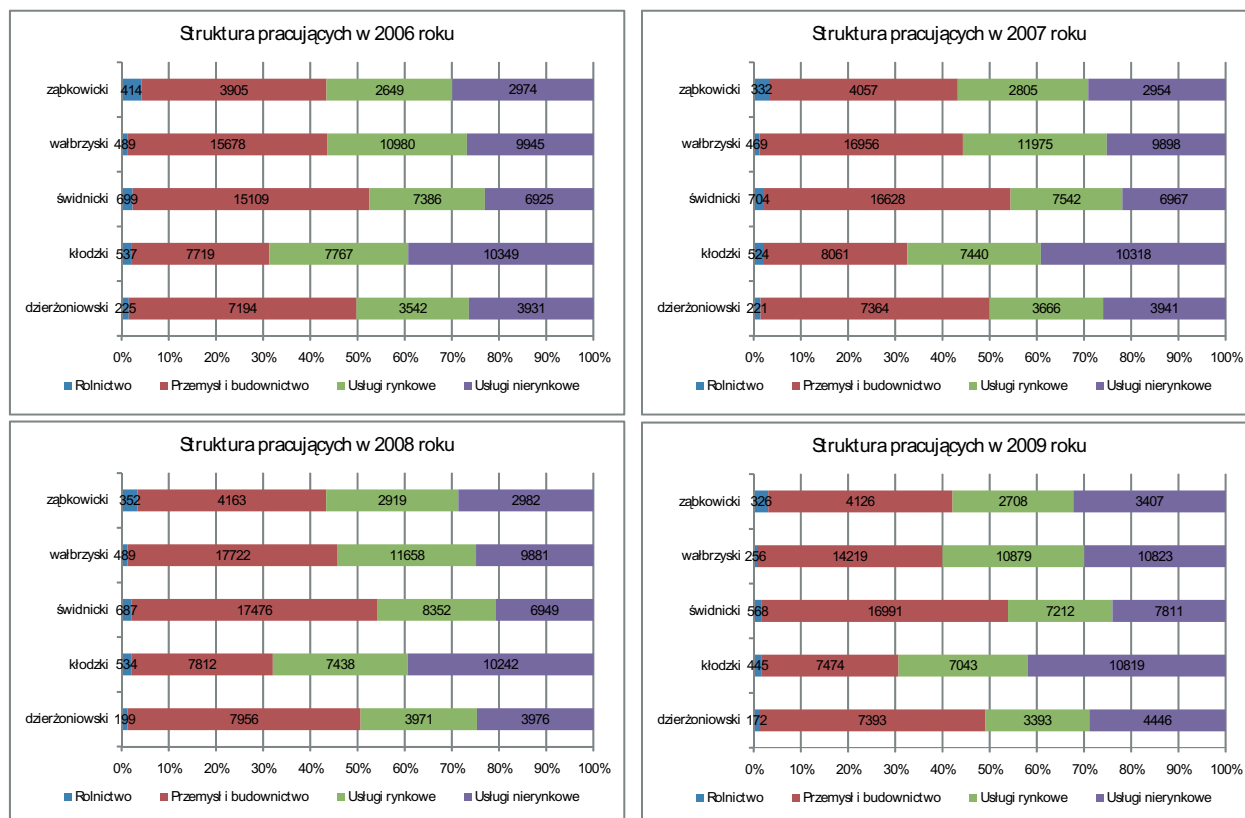 Struktura pracujących w 2006 roku
ząbkowicki 414 3905 2649 2974
wałbrzyski 489 15678 10980 9945
świdnicki 699 15109 7386 6925
kłodzki 537 7719 7767 10349
dzierżoniowski 225 7194 3542 3931
0% 10% 20% 30% 40% 50% 60% 70% 80% 90% 100%
Rolnictwo Przemysł i budownictwo Usługi rynkowe Usługi nierynkowe
Struktura pracujących w 2007 roku
ząbkowicki 332 4057 2805 2954
wałbrzyski 469 16956 11975 9898
świdnicki 704 16628 7542 6967
kłodzki 524 8061 7440 10318
dzierżoniowski 221 7364 3666 3941
0% 10% 20% 30% 40% 50% 60% 70% 80% 90% 100%
Rolnictwo Przemysł i budownictwo Usługi rynkowe Usługi nierynkowe
Struktura pracujących w 2008 roku
ząbkowicki 352 4163 2919 2982
wałbrzyski 489 17722 11658 9881
świdnicki 687 17476 8352 6949
kłodzki 534 7812 7438 10242
dzierżoniowski 199 7956 3971 3976
0% 10% 20% 30% 40% 50% 60% 70% 80% 90% 100%
Rolnictwo Przemysł i budownictwo Usługi rynkowe Usługi nierynkowe
Struktura pracujących w 2009 roku
ząbkowicki 326 4126 2708 3407
wałbrzyski 256 14219 10879 10823
świdnicki 568 16991 7212 7811
kłodzki 445 7474 7043 10819
dzierżoniowski 172 7393 3393 4446
0% 10% 20% 30% 40% 50% 60% 70% 80% 90% 100%
Rolnictwo Przemysł i budownictwo Usługi rynkowe Usługi nierynkowe